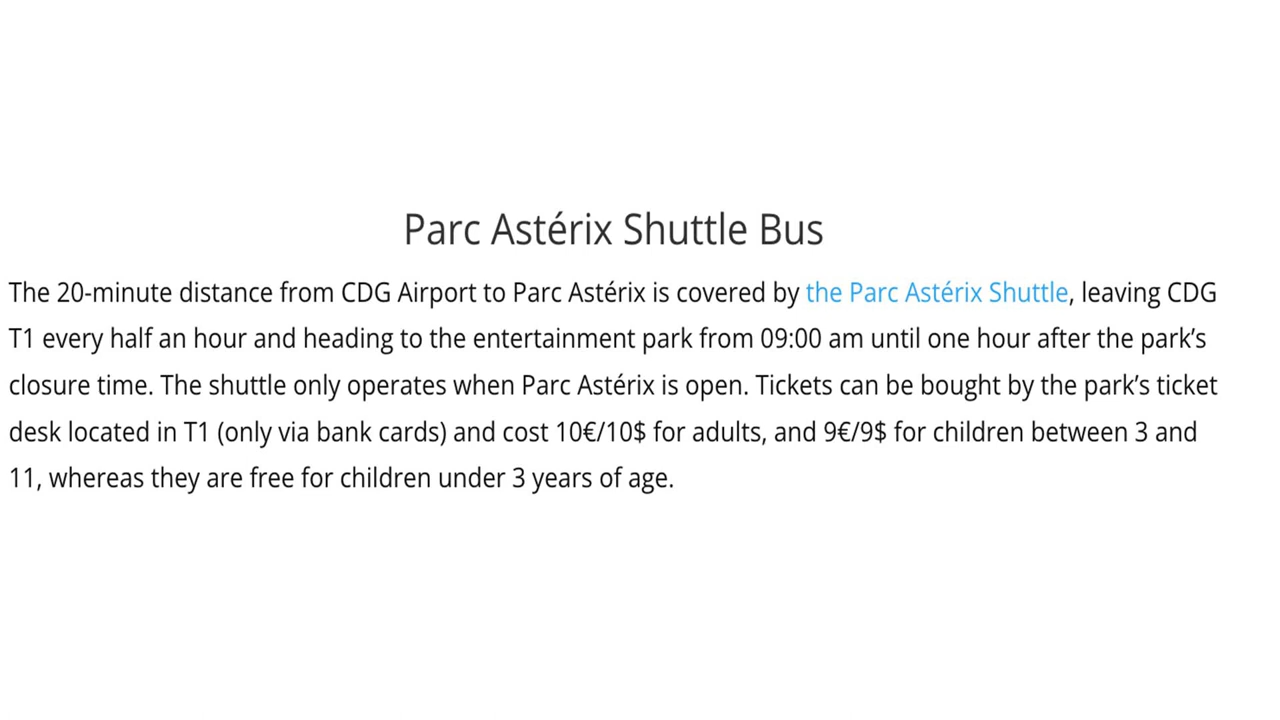 Parc Astérix Shuttle Bus
The 20-minute distance from CDG Airport to Parc Astérix is covered by the Parc Astérix Shuttle, leaving CDG
T1 every half an hour and heading to the entertainment park from 09:00 am until one hour after the park’s
closure time. The shuttle only operates when Parc Astérix is open. Tickets can be bought by the park’s ticket
desk located in T1 (only via bank cards) and cost 10€/10$ for adults, and 9€/9$ for children between 3 and
11, whereas they are free for children under 3 years of age.